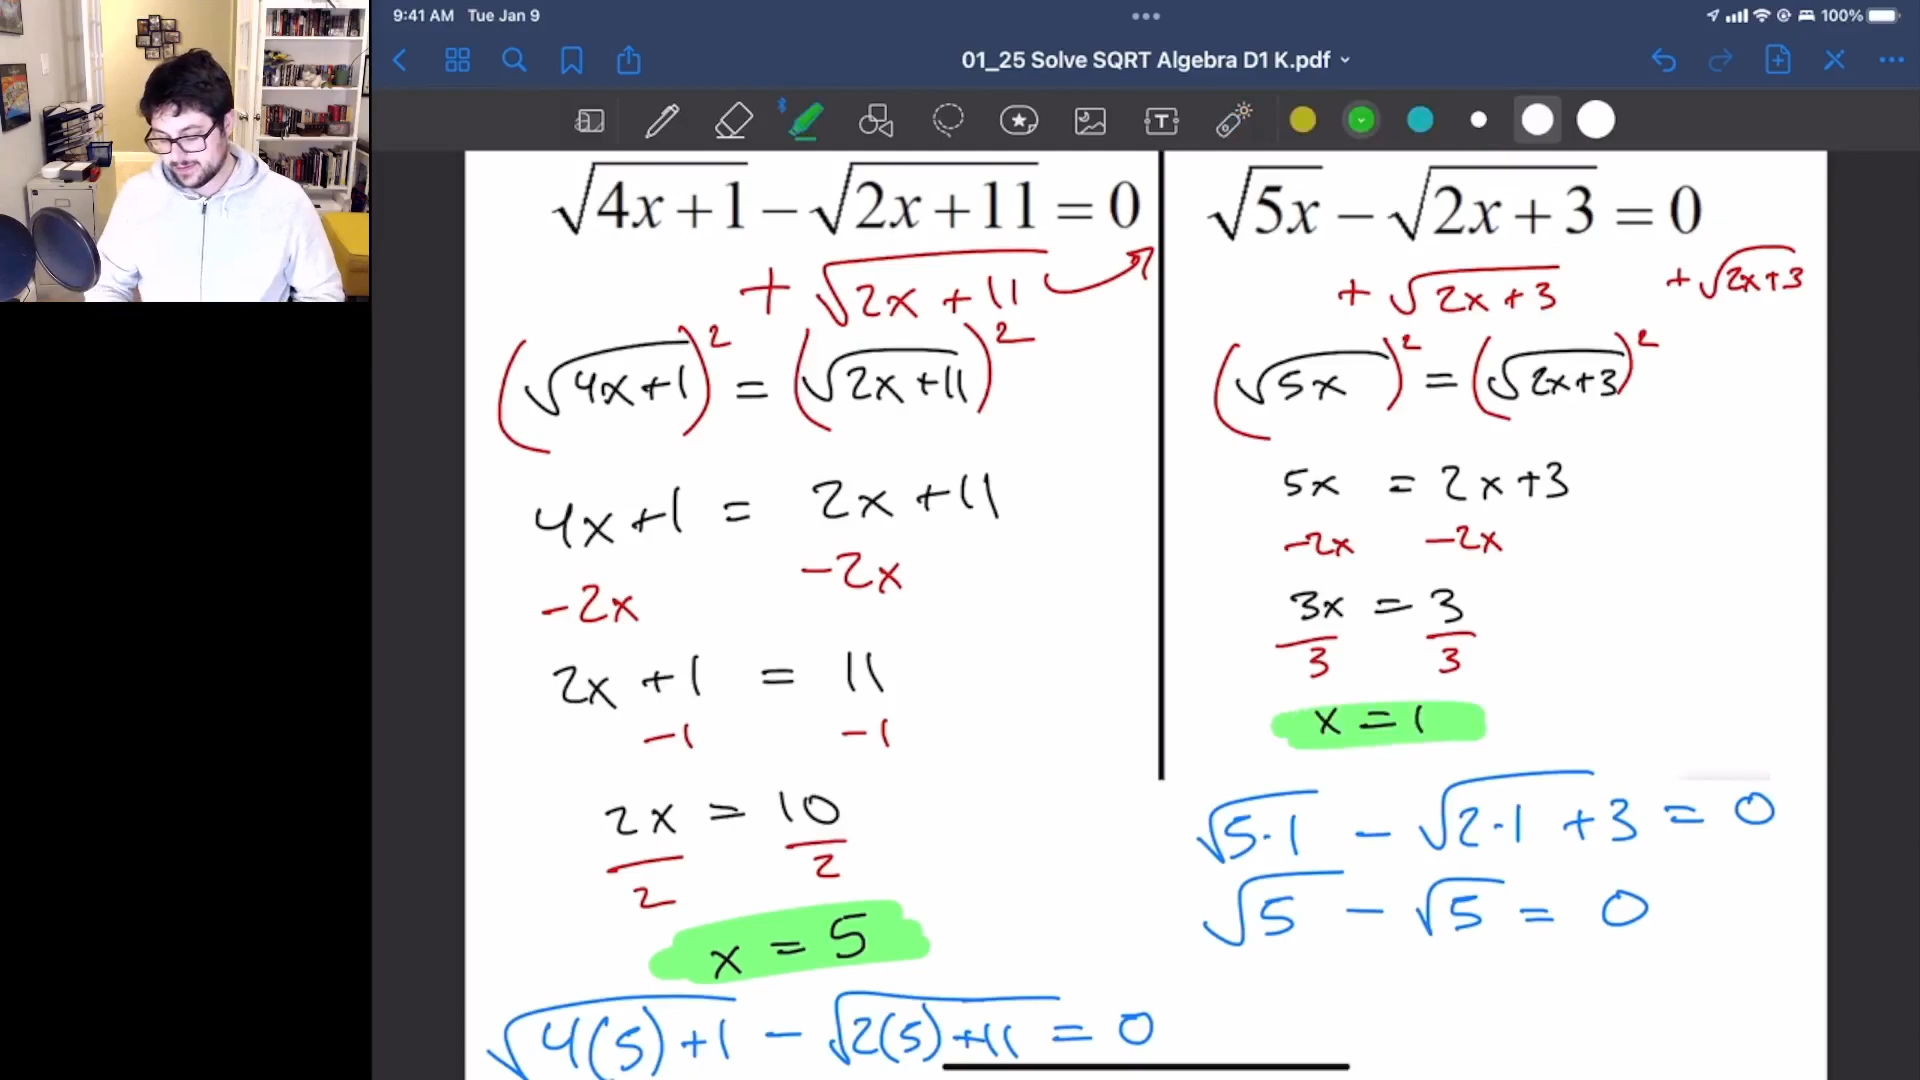 9:41 AM Tue Jan 9
100%
01_25 Solve SQRT Algebra D1 K.pdf
√4x+1 − √2x+11 = 0
+ √2x+11
(√4x+1)² = (√2x+11)²
4x+1 = 2x+11
−2x −2x
2x+1 = 11
−1 −1
2x = 10
2 2
x = 5
√4(5)+1 − √2(5)+11 = 0
√5x − √2x+3 = 0
+ √2x+3 + √2x+3
(√5x)² = (√2x+3)²
5x = 2x+3
−2x −2x
3x = 3
3 3
x = 1
√5·1 − √2·1+3 = 0
√5 − √5 = 0